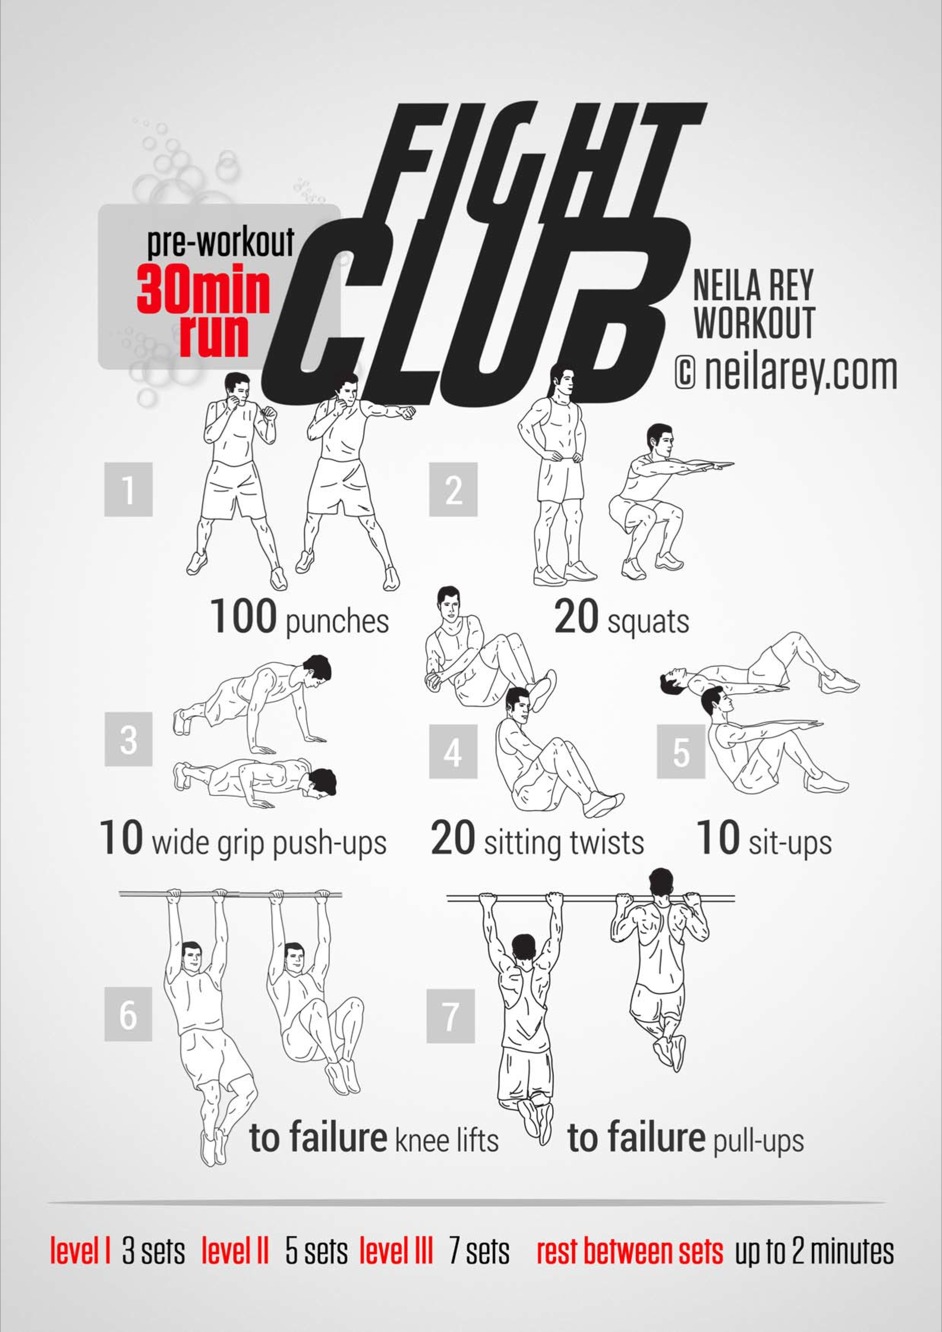 FIGHT
CLUB
pre-workout
30min
run
NEILA REY
WORKOUT
© neilarey.com
1
100 punches
2
20 squats
3
10 wide grip push-ups
4
20 sitting twists
5
10 sit-ups
6
to failure knee lifts
7
to failure pull-ups
level I 3 sets level II 5 sets level III 7 sets rest between sets up to 2 minutes